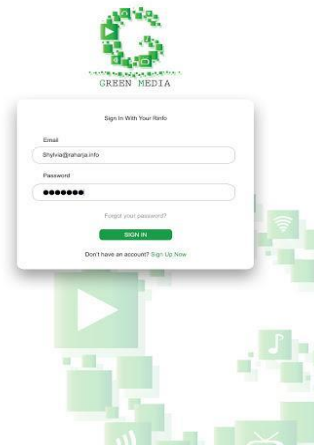 GREEN MEDIA
Sign In With Your Rinfo
Email
Shylvia@raharja.info
Password
Forgot your password?
SIGN IN
Don't have an account? Sign Up Now